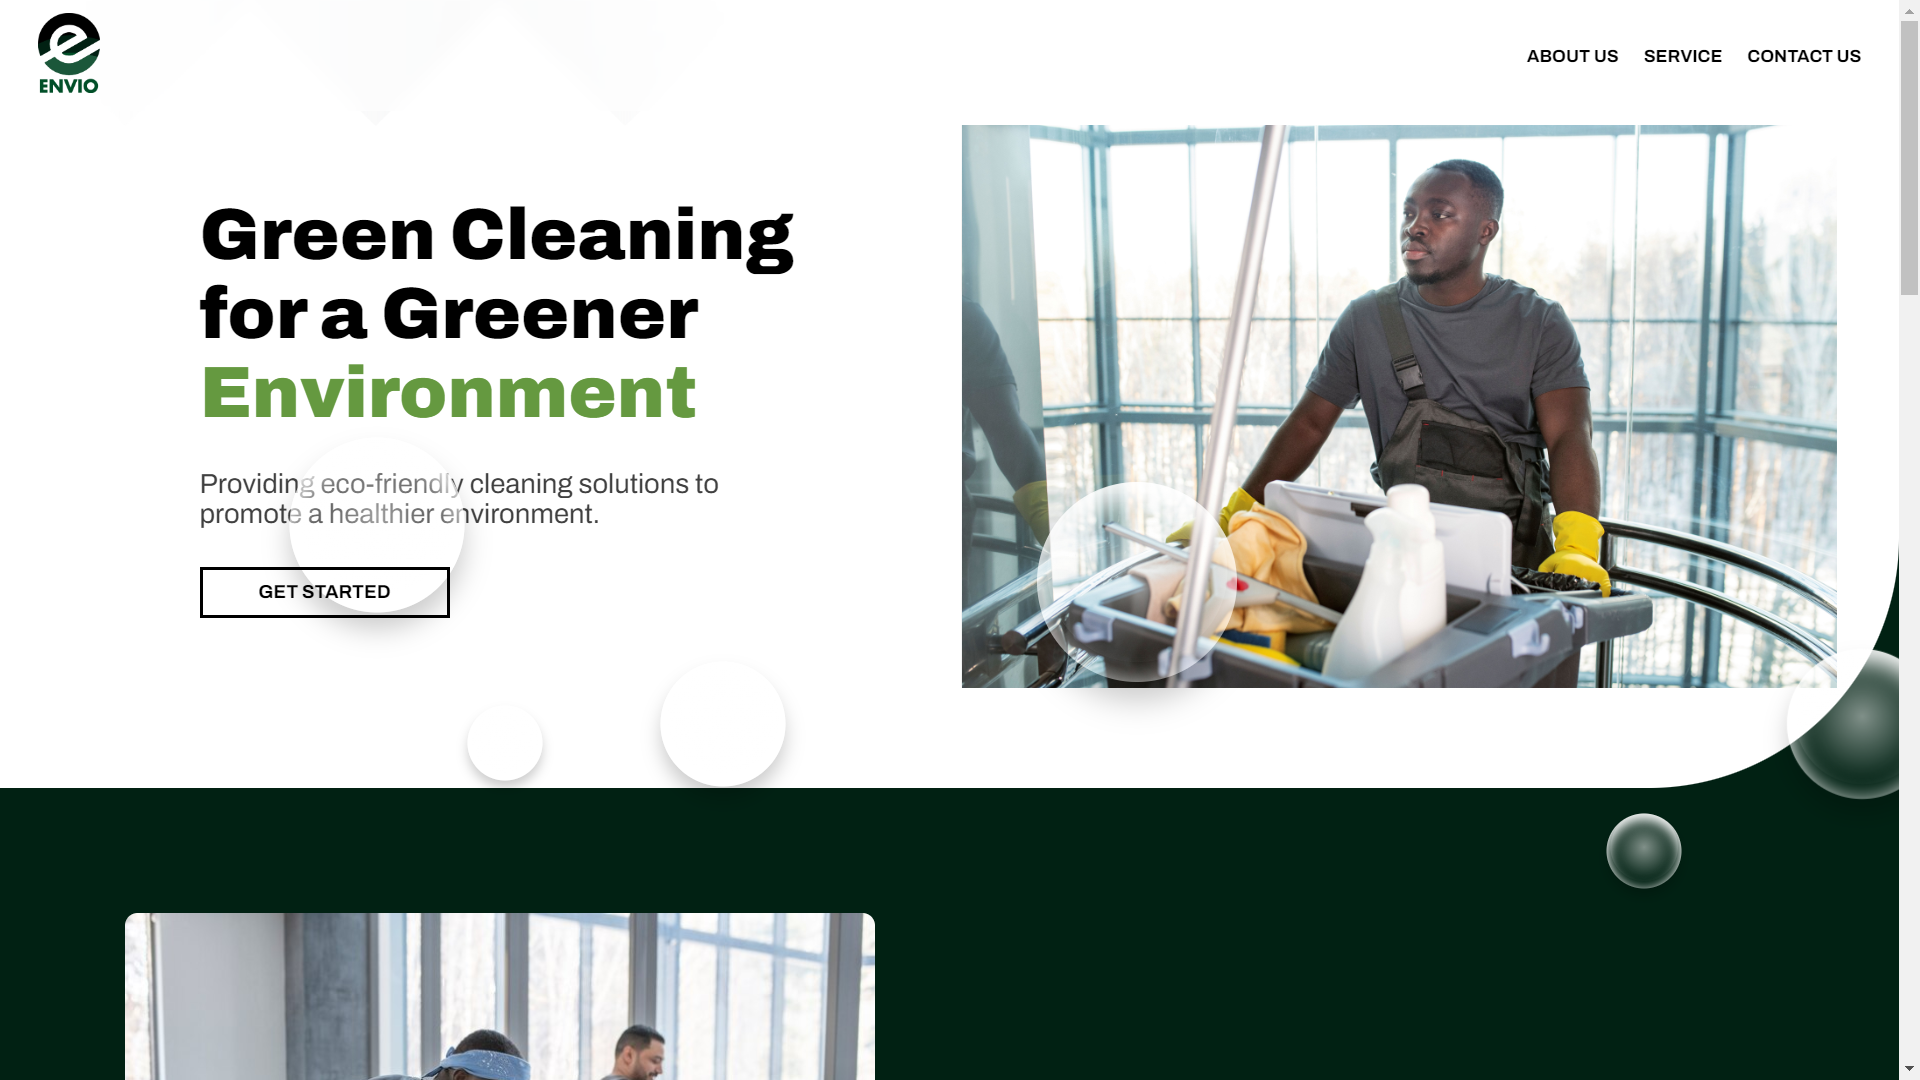 ENVIO
ABOUT US
SERVICE
CONTACT US
Green Cleaning
for a Greener
Environment
Providing eco-friendly cleaning solutions to
promote a healthier environment.
GET STARTED